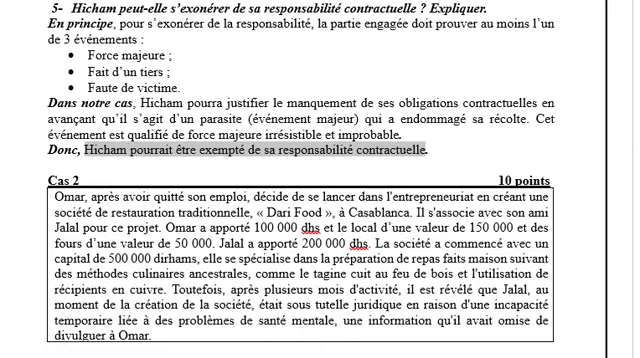 5- Hicham peut-elle s'exonérer de sa responsabilité contractuelle ? Expliquer.
En principe, pour s'exonérer de la responsabilité, la partie engagée doit prouver au moins l'un
de 3 événements :
• Force majeure ;
• Fait d'un tiers ;
• Faute de victime.
Dans notre cas, Hicham pourra justifier le manquement de ses obligations contractuelles en
avançant qu'il s'agit d'un parasite (événement majeur) qui a endommagé sa récolte. Cet
événement est qualifié de force majeure irrésistible et improbable.
Donc, Hicham pourrait être exempté de sa responsabilité contractuelle.
Cas 2 10 points
Omar, après avoir quitté son emploi, décide de se lancer dans l'entrepreneuriat en créant une
société de restauration traditionnelle, « Dari Food », à Casablanca. Il s'associe avec son ami
Jalal pour ce projet. Omar a apporté 100 000 dhs et le local d'une valeur de 150 000 et des
fours d'une valeur de 50 000. Jalal a apporté 200 000 dhs. La société a commencé avec un
capital de 500 000 dirhams, elle se spécialise dans la préparation de repas faits maison suivant
des méthodes culinaires ancestrales, comme le tagine cuit au feu de bois et l'utilisation de
récipients en cuivre. Toutefois, après plusieurs mois d'activité, il est révélé que Jalal, au
moment de la création de la société, était sous tutelle juridique en raison d'une incapacité
temporaire liée à des problèmes de santé mentale, une information qu'il avait omise de
divulguer à Omar.